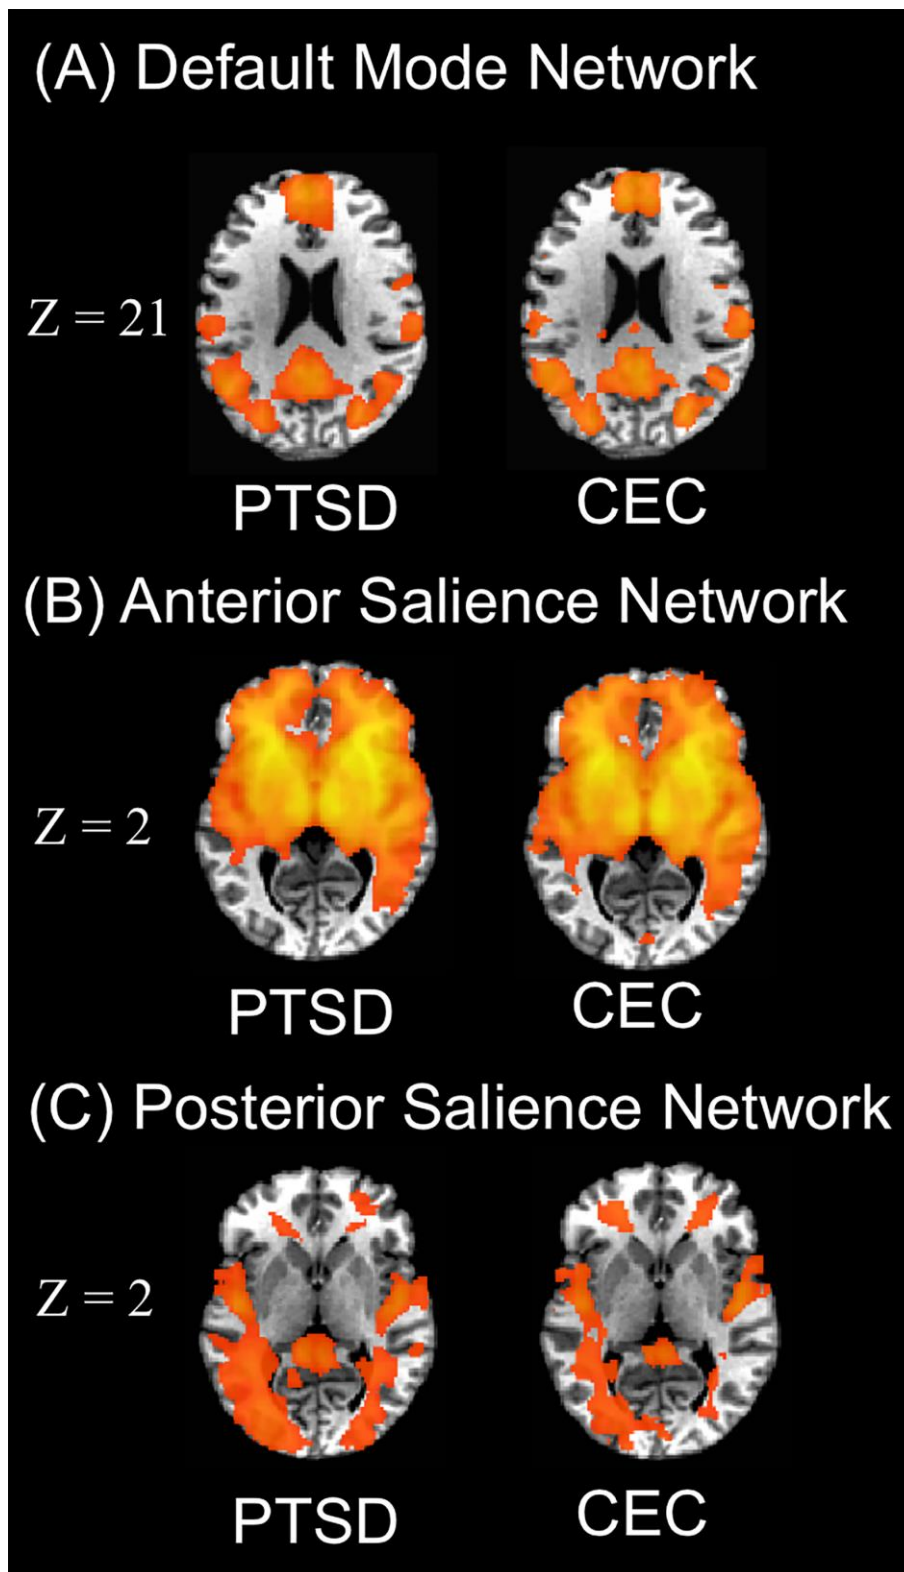 (A) Default Mode Network
Z = 21
PTSD CEC
(B) Anterior Salience Network
Z = 2
PTSD CEC
(C) Posterior Salience Network
Z = 2
PTSD CEC